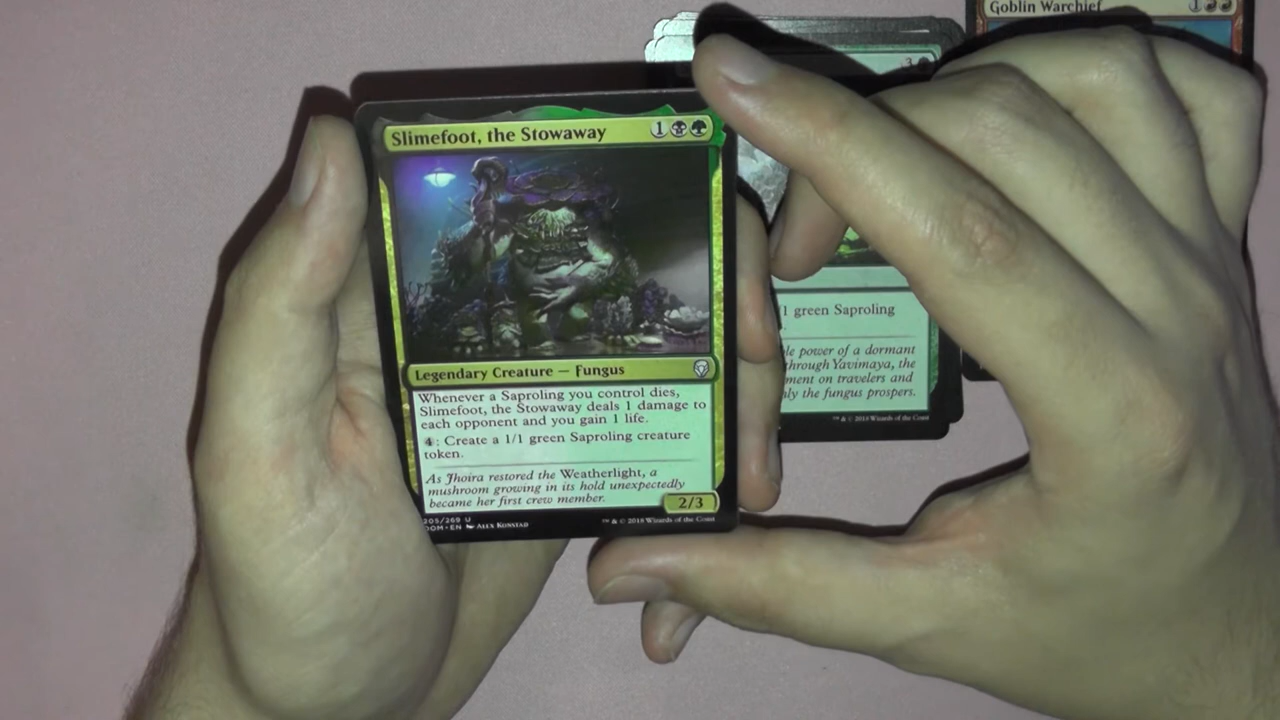 Goblin Warchief 1
3
Slimefoot, the Stowaway 1
Legendary Creature — Fungus
Whenever a Saproling you control dies,
Slimefoot, the Stowaway deals 1 damage to
each opponent and you gain 1 life.
4: Create a 1/1 green Saproling creature
token.
As Jhoira restored the Weatherlight, a
mushroom growing in its hold unexpectedly
became her first crew member.
2/3
205/269 U
DOM • EN ALEX KONSTAD
™ & © 2018 Wizards of the Coast
/1 green Saproling
power of a dormant
through Yavimaya, the
on travelers and
the fungus prospers.
™ & © 2018 Wizards of the Coast